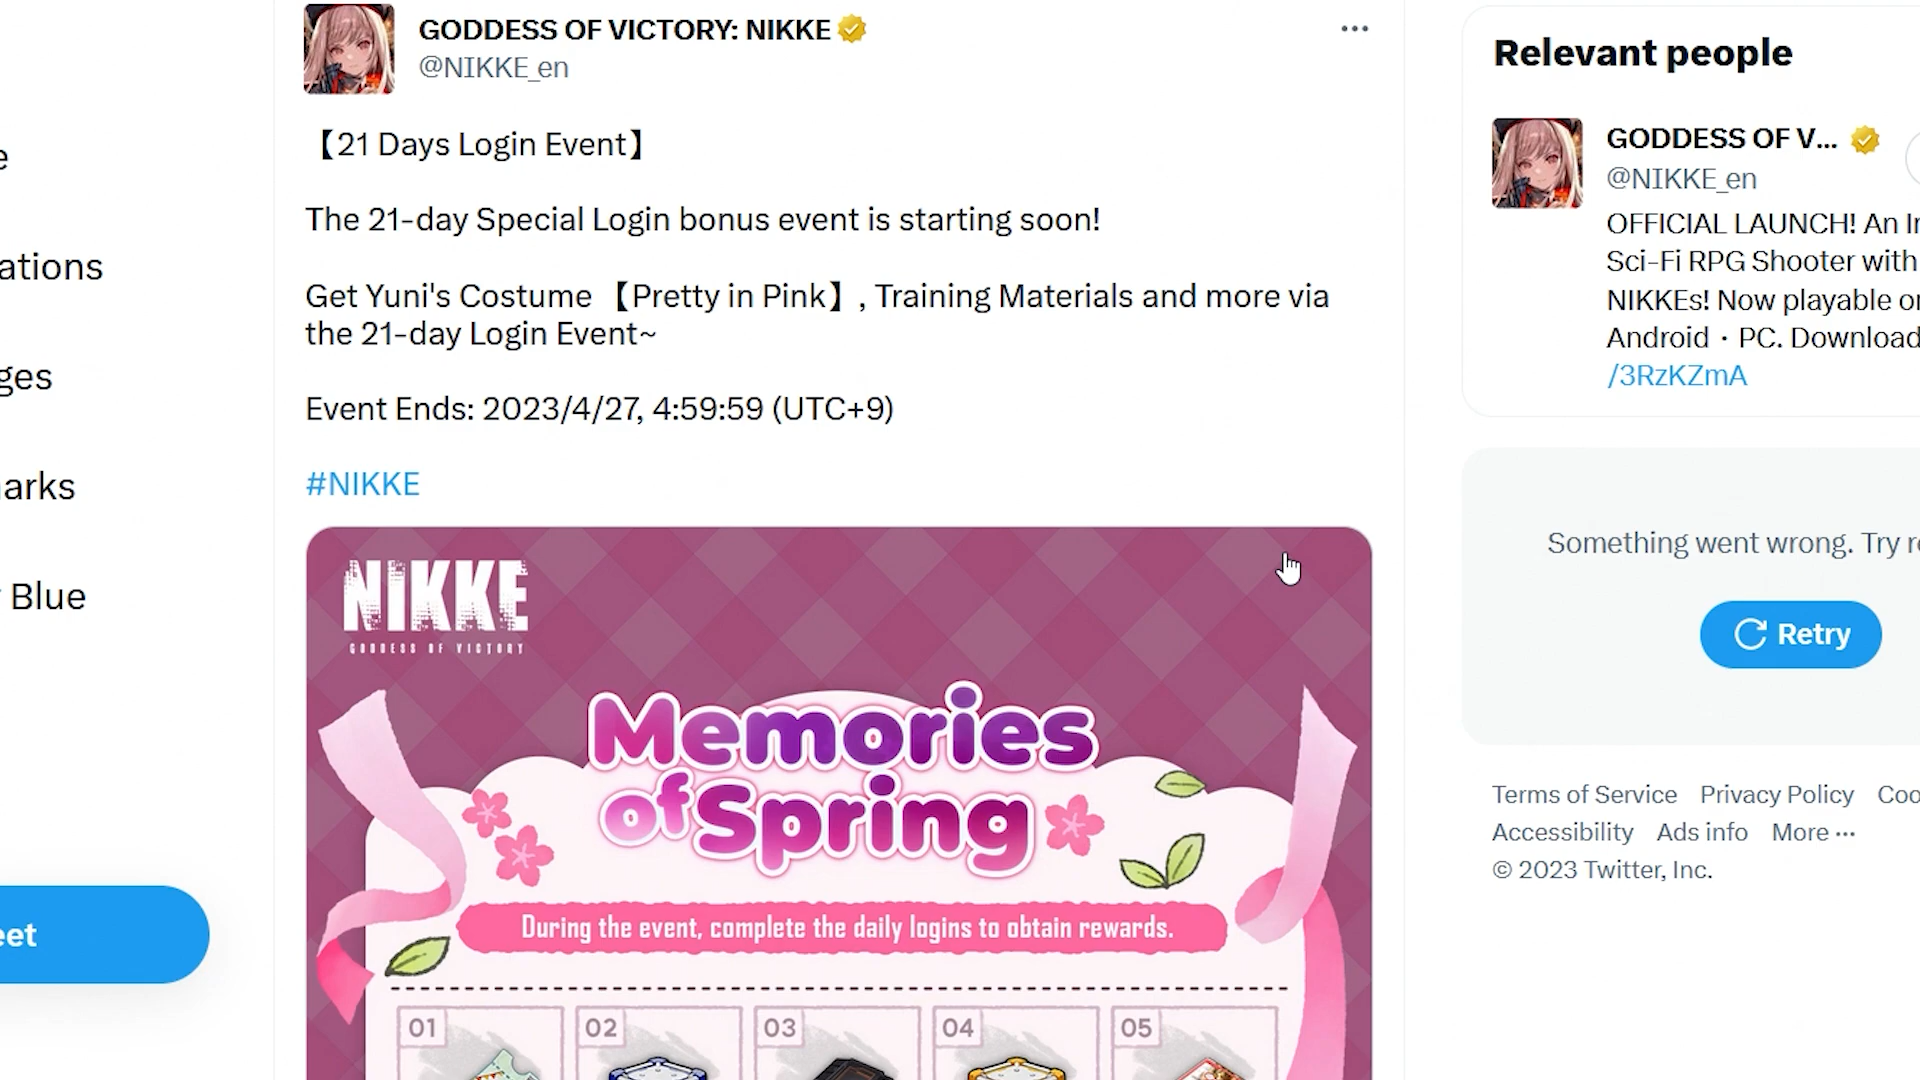 GODDESS OF VICTORY: NIKKE
@NIKKE_en
【21 Days Login Event】
The 21-day Special Login bonus event is starting soon!
Get Yuni's Costume 【Pretty in Pink】, Training Materials and more via
the 21-day Login Event~
Event Ends: 2023/4/27, 4:59:59 (UTC+9)
#NIKKE
NIKKE
GODDESS OF VICTORY
Memories
of Spring
During the event, complete the daily logins to obtain rewards.
01
02
03
04
05
e
ations
ges
arks
Blue
eet
Relevant people
GODDESS OF V...
@NIKKE_en
OFFICIAL LAUNCH! An
Sci-Fi RPG Shooter with
NIKKEs! Now playable
Android・PC. Download
/3RzKZmA
Something went wrong. Try
Retry
Terms of Service Privacy Policy Coo
Accessibility Ads info More ···
© 2023 Twitter, Inc.